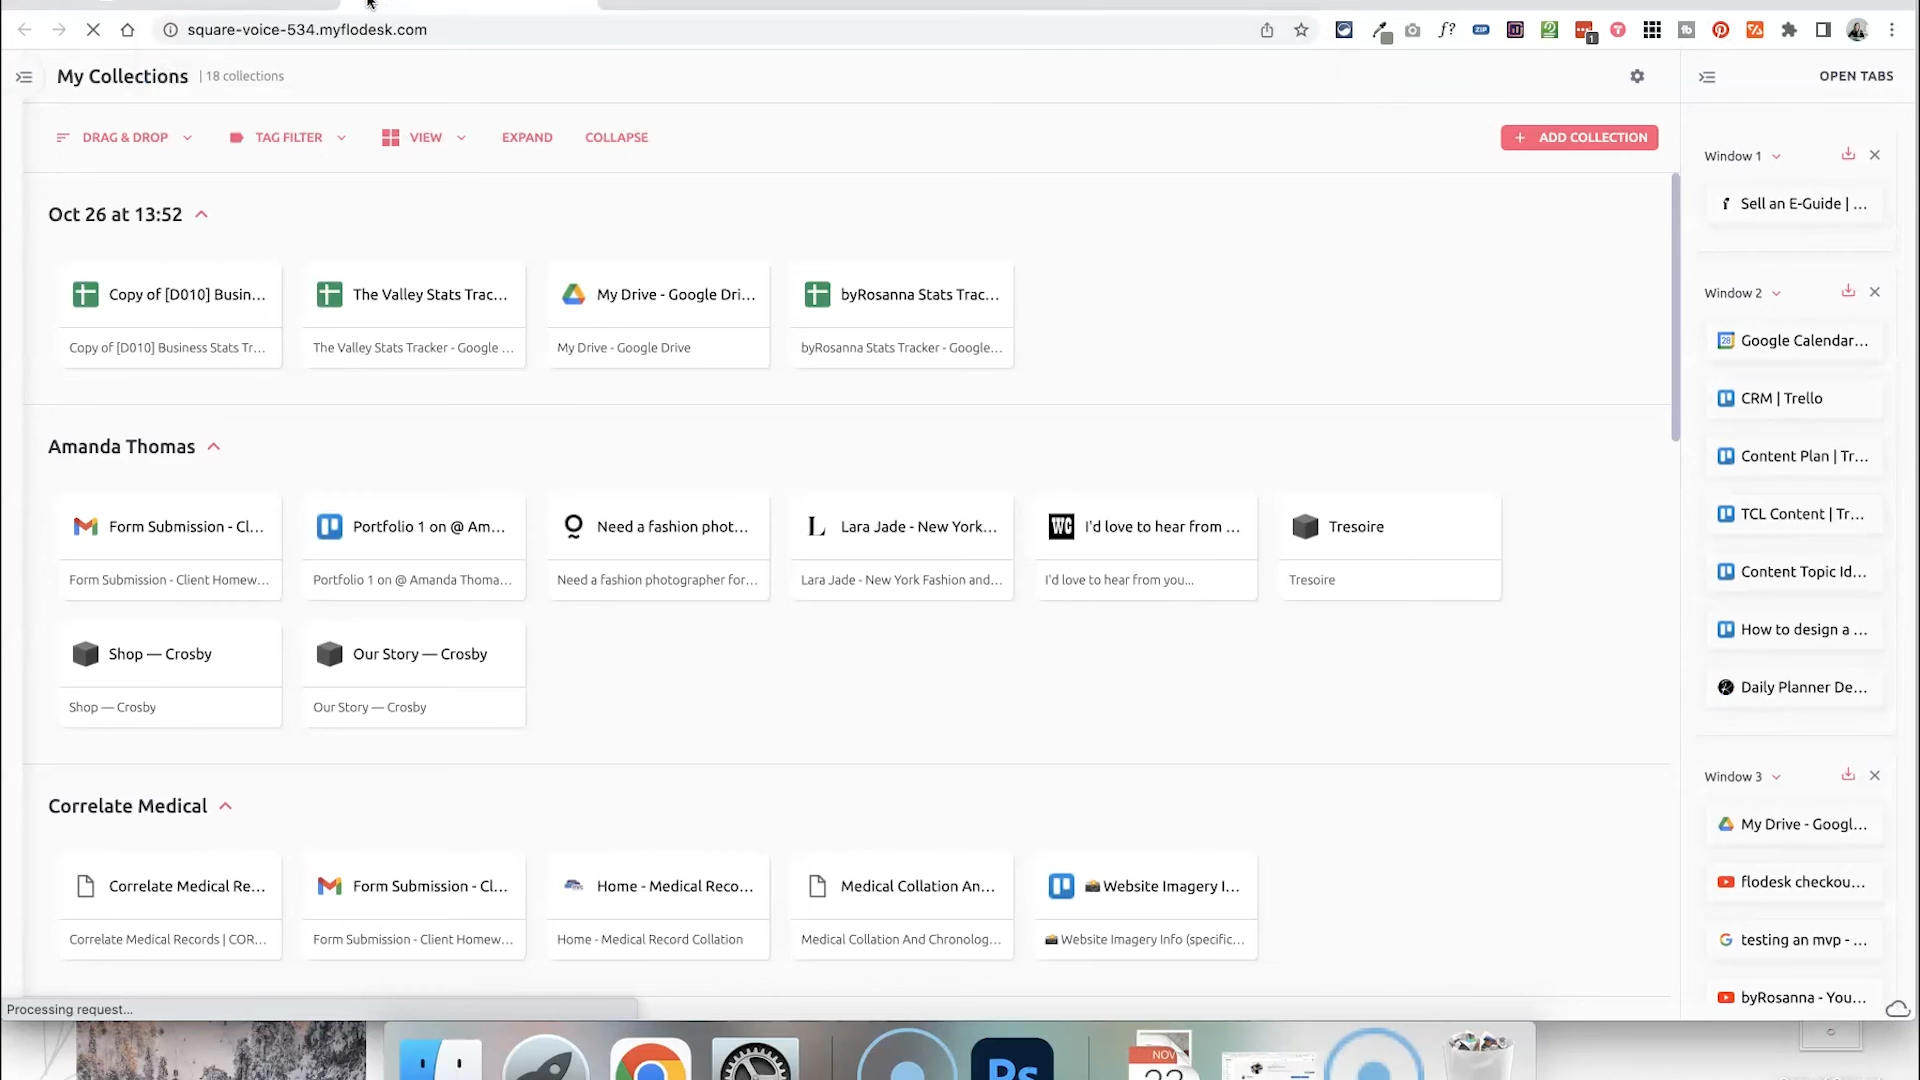 square-voice-534.myflodesk.com
My Collections | 18 collections
OPEN TABS
DRAG & DROP
TAG FILTER
VIEW
EXPAND
COLLAPSE
+ ADD COLLECTION
Oct 26 at 13:52
Copy of [D010] Busin...
The Valley Stats Trac...
My Drive - Google Dri...
byRosanna Stats Trac...
Copy of [D010] Business Stats Tr...
The Valley Stats Tracker - Google ...
My Drive - Google Drive
byRosanna Stats Tracker - Google...
Amanda Thomas
Form Submission - Cl...
Portfolio 1 on @ Am...
Need a fashion phot...
Lara Jade - New York...
I'd love to hear from ...
Tresoire
Form Submission - Client Homew...
Portfolio 1 on @ Amanda Thoma...
Need a fashion photographer for...
Lara Jade - New York Fashion and...
I'd love to hear from you...
Tresoire
Shop — Crosby
Our Story — Crosby
Shop — Crosby
Our Story — Crosby
Correlate Medical
Correlate Medical Re...
Form Submission - Cl...
Home - Medical Reco...
Medical Collation An...
Website Imagery I...
Correlate Medical Records | COR...
Form Submission - Client Homew...
Home - Medical Record Collation
Medical Collation And Chronolog...
Website Imagery Info (specific...
Window 1
Sell an E-Guide | ...
Window 2
Google Calendar...
CRM | Trello
Content Plan | Tr...
TCL Content | Tr...
Content Topic Id...
How to design a ...
Daily Planner De...
Window 3
My Drive - Googl...
flodesk checkou...
testing an mvp - ...
byRosanna - You...
Processing request...
Ps
NOV